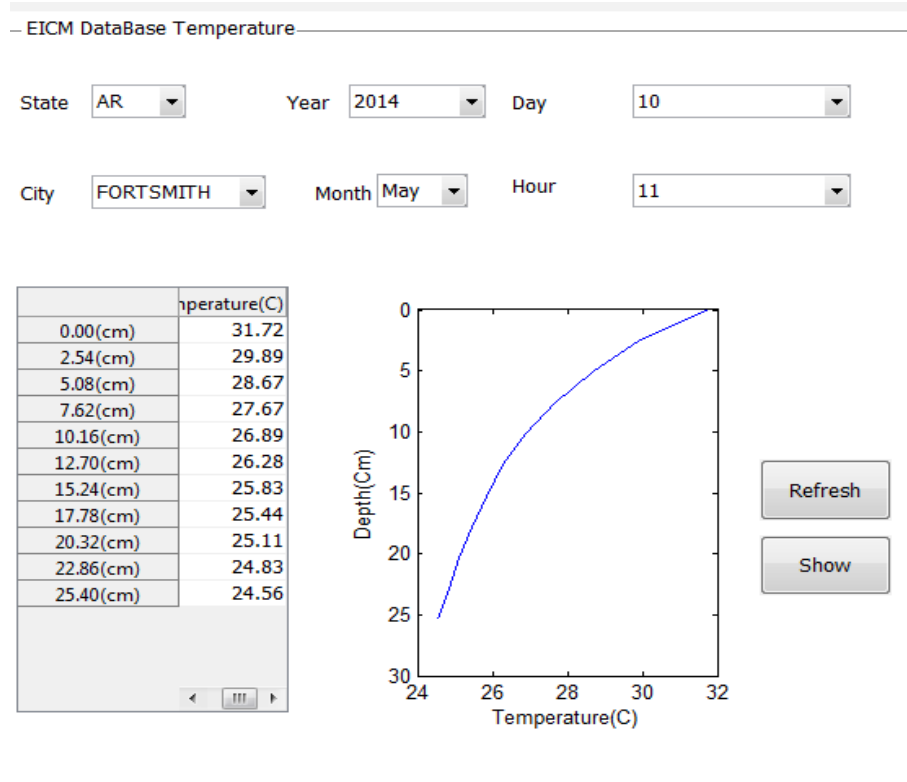 EICM DataBase Temperature
State AR Year 2014 Day 10
City FORTSMITH Month May Hour 11
nperature(C)
0.00(cm) 31.72
2.54(cm) 29.89
5.08(cm) 28.67
7.62(cm) 27.67
10.16(cm) 26.89
12.70(cm) 26.28
15.24(cm) 25.83
17.78(cm) 25.44
20.32(cm) 25.11
22.86(cm) 24.83
25.40(cm) 24.56
0
5
10
15
20
25
30
Depth(Cm)
24 26 28 30 32
Temperature(C)
Refresh
Show